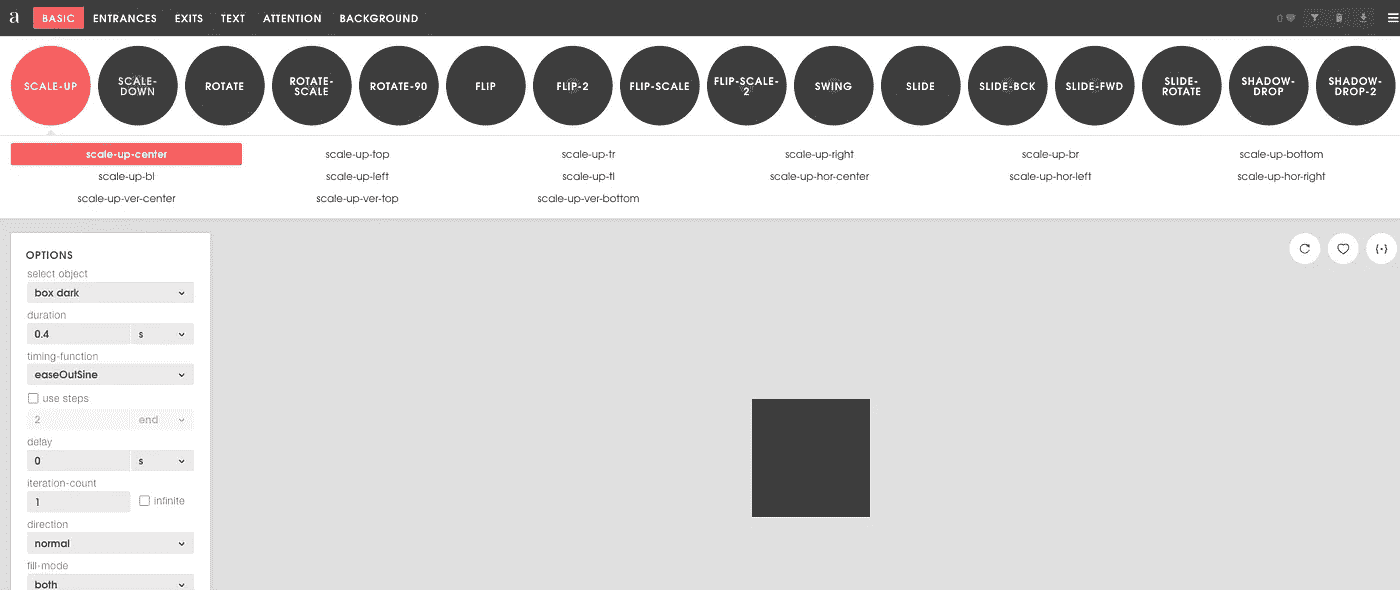 a BASIC ENTRANCES EXITS TEXT ATTENTION BACKGROUND 0
SCALE-UP SCALE-DOWN ROTATE ROTATE-SCALE ROTATE-90 FLIP FLIP-2 FLIP-SCALE FLIP-SCALE-2 SWING SLIDE SLIDE-BCK SLIDE-FWD SLIDE-ROTATE SHADOW-DROP SHADOW-DROP-2
scale-up-center scale-up-top scale-up-tr scale-up-right scale-up-br scale-up-bottom
scale-up-bl scale-up-left scale-up-tl scale-up-hor-center scale-up-hor-left scale-up-hor-right
scale-up-ver-center scale-up-ver-top scale-up-ver-bottom
OPTIONS
select object
box dark
duration
0.4 s
timing-function
easeOutSine
use steps
2 end
delay
0 s
iteration-count
1 infinite
direction
normal
fill-mode
both